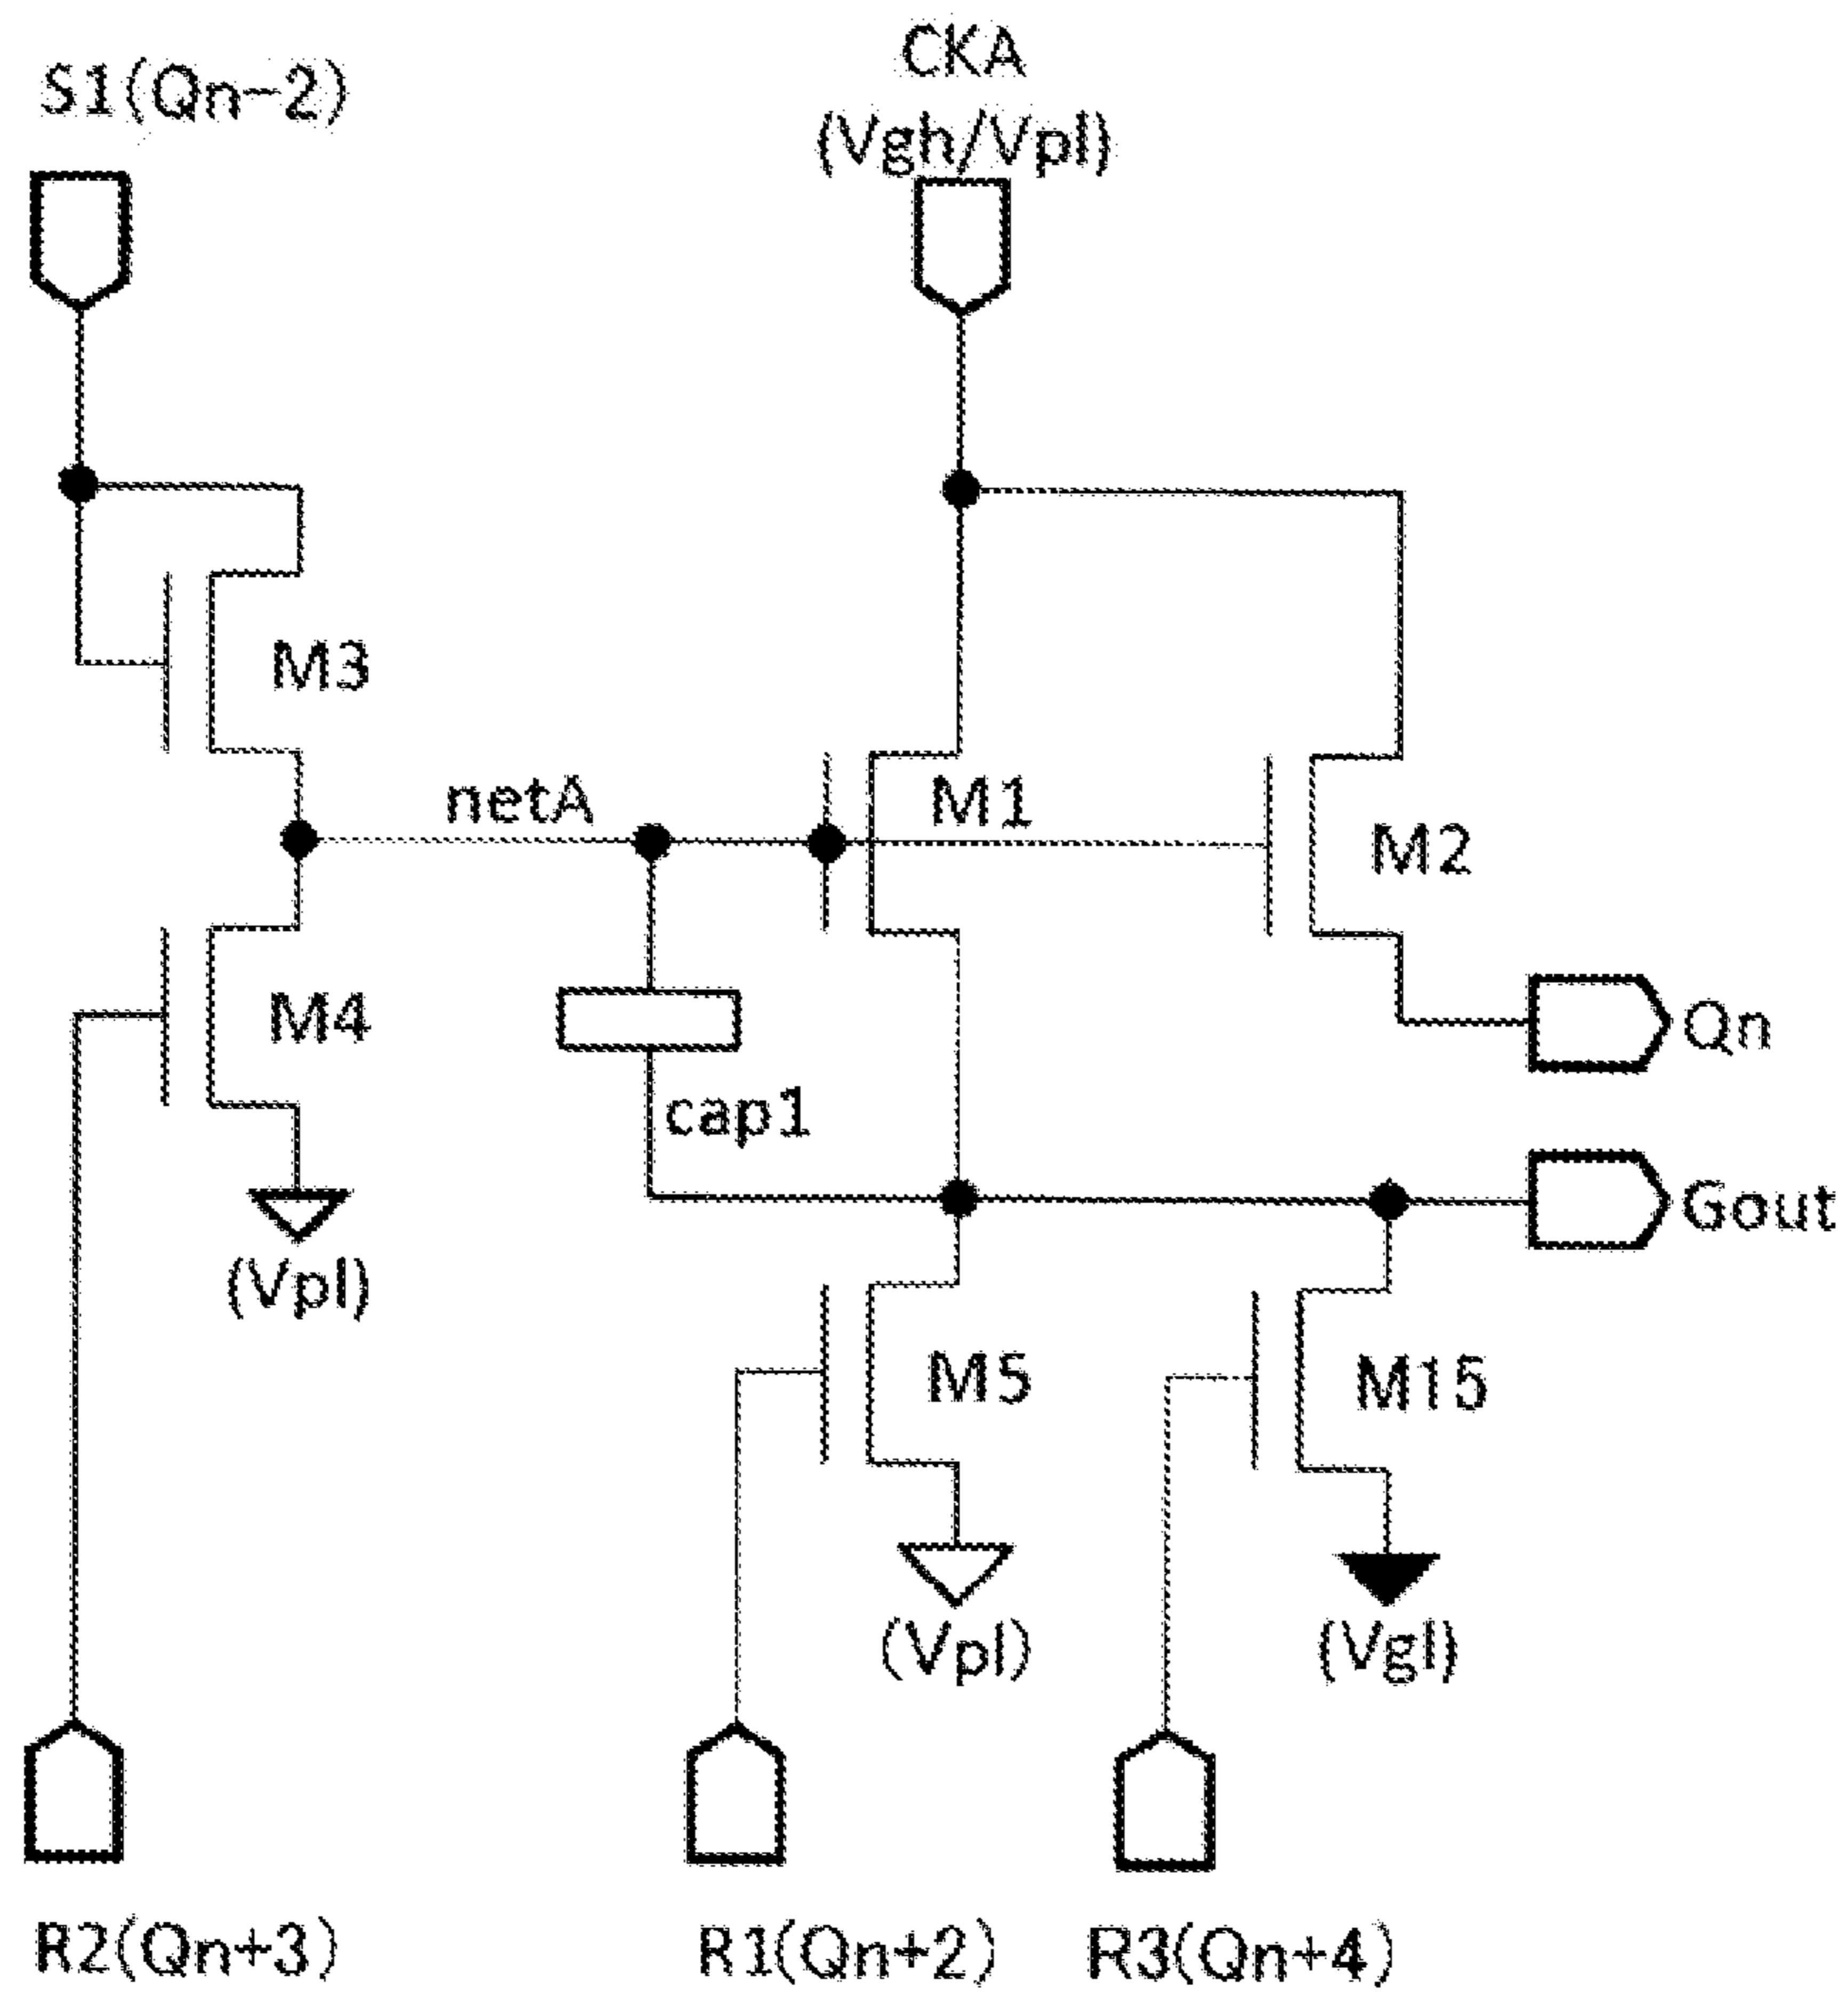 S1(Qn-2)
CKA
(Vgh/Vpl)
M3
netA
M1
M2
M4
Qn
cap1
Gout
(Vpl)
M5
M15
(Vpl)
(Vgl)
R2(Qn+3)
R1(Qn+2)
R3(Qn+4)